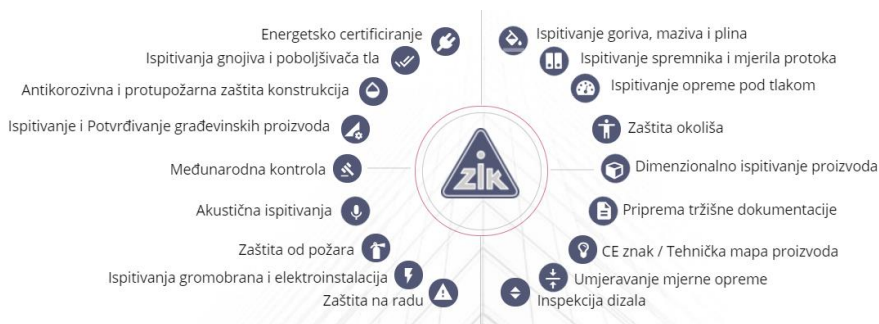 Energetsko certificiranje
Ispitivanja gnojiva i poboljšivača tla
Antikorozivna i protupožarna zaštita konstrukcija
Ispitivanje i Potvrđivanje građevinskih proizvoda
Međunarodna kontrola
Akustična ispitivanja
Zaštita od požara
Ispitivanja gromobrana i elektroinstalacija
Zaštita na radu
zik
Ispitivanje goriva, maziva i plina
Ispitivanje spremnika i mjerila protoka
Ispitivanje opreme pod tlakom
Zaštita okoliša
Dimenzionalno ispitivanje proizvoda
Priprema tržišne dokumentacije
CE znak / Tehnička mapa proizvoda
Umjeravanje mjerne opreme
Inspekcija dizala